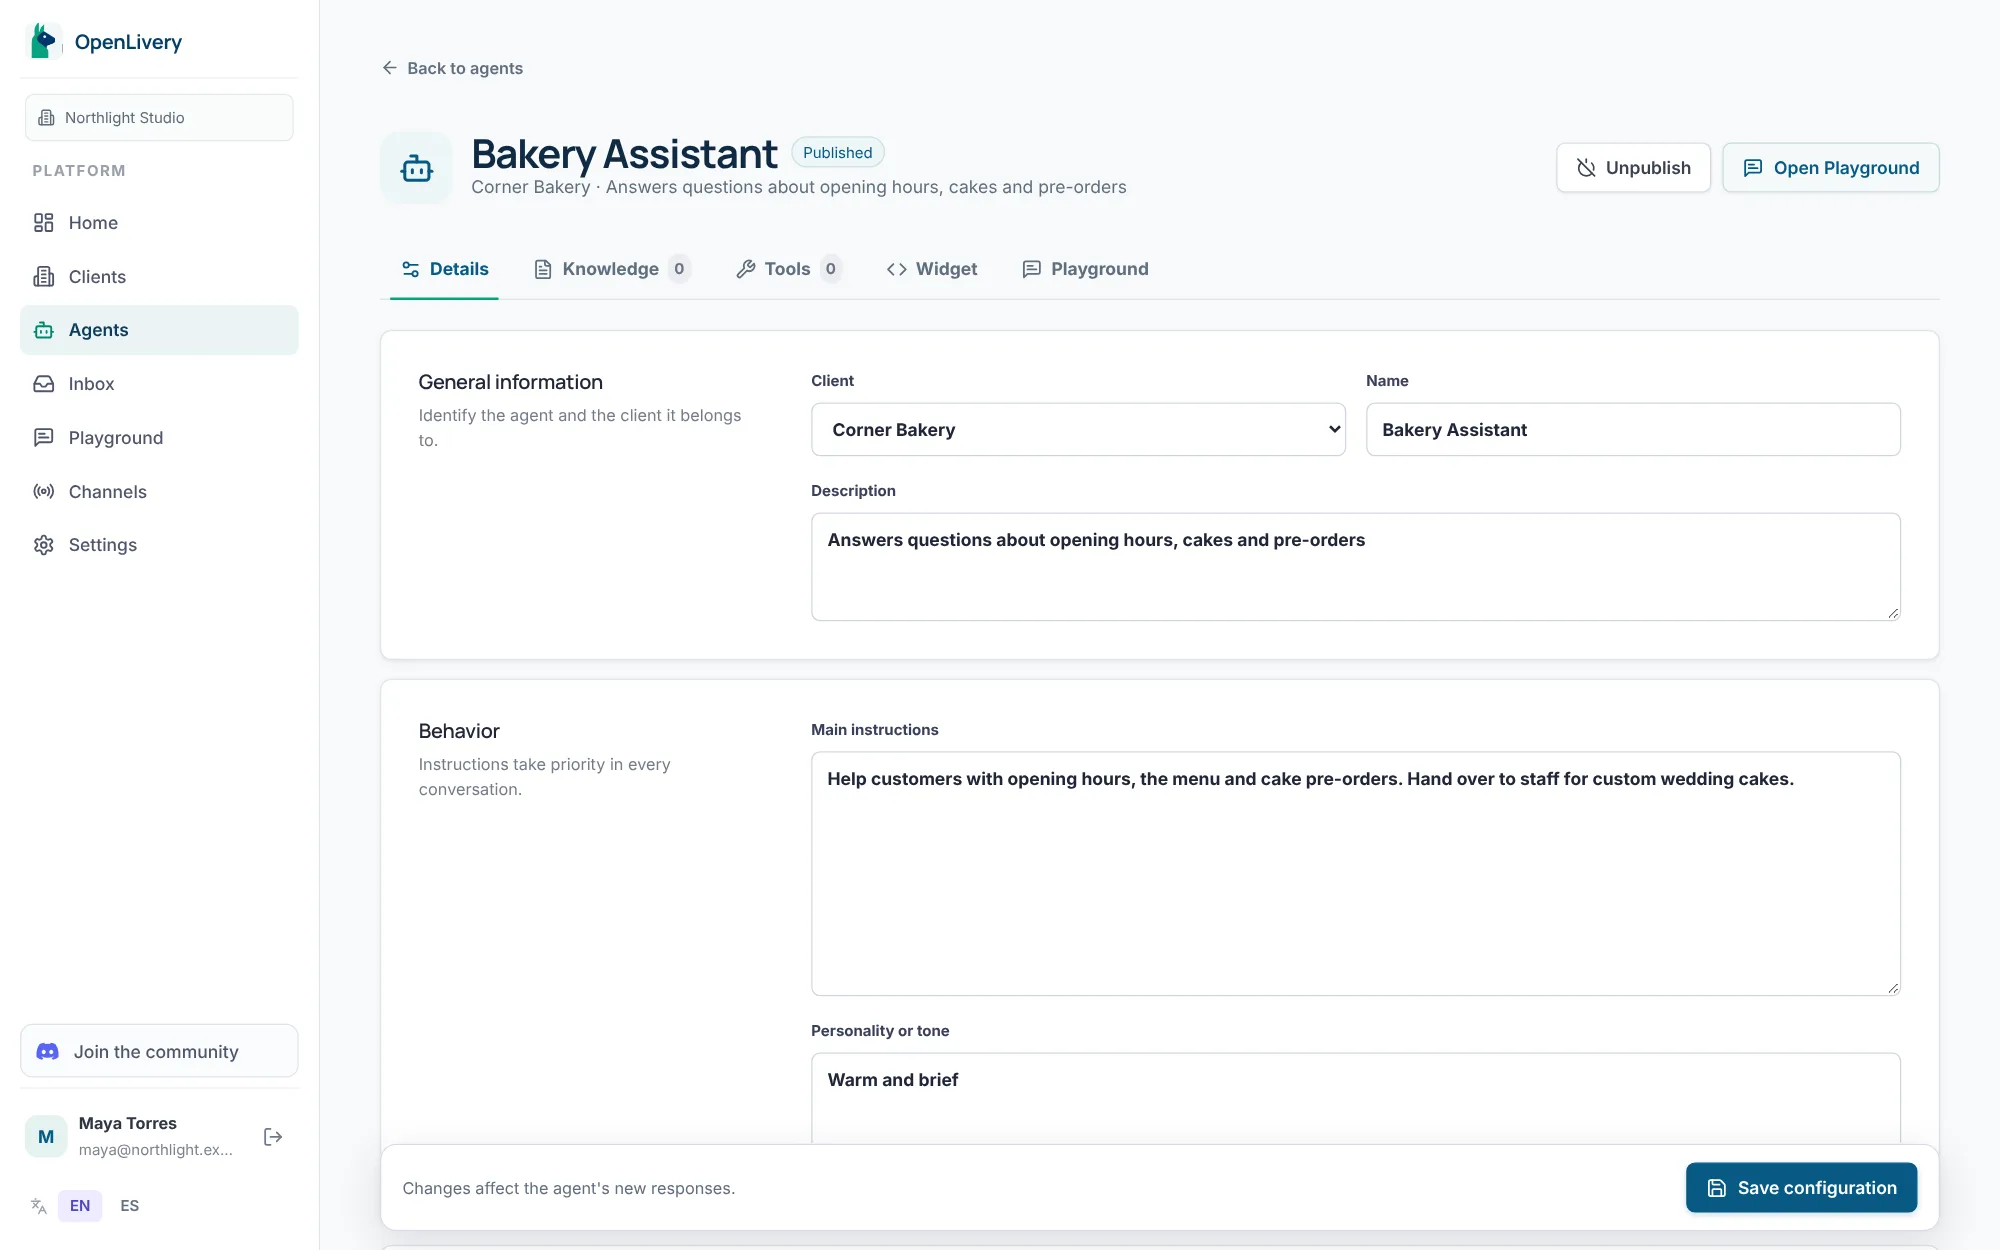 OpenLivery
Northlight Studio
PLATFORM
Home
Clients
Agents
Inbox
Playground
Channels
Settings
Join the community
M
Maya Torres
maya@northlight.ex...
EN
ES
Back to agents
Bakery Assistant
Published
Corner Bakery · Answers questions about opening hours, cakes and pre-orders
Unpublish
Open Playground
Details
Knowledge 0
Tools 0
Widget
Playground
General information
Identify the agent and the client it belongs
to.
Client
Corner Bakery
Name
Bakery Assistant
Description
Answers questions about opening hours, cakes and pre-orders
Behavior
Instructions take priority in every
conversation.
Main instructions
Help customers with opening hours, the menu and cake pre-orders. Hand over to staff for custom wedding cakes.
Personality or tone
Warm and brief
Changes affect the agent's new responses.
Save configuration